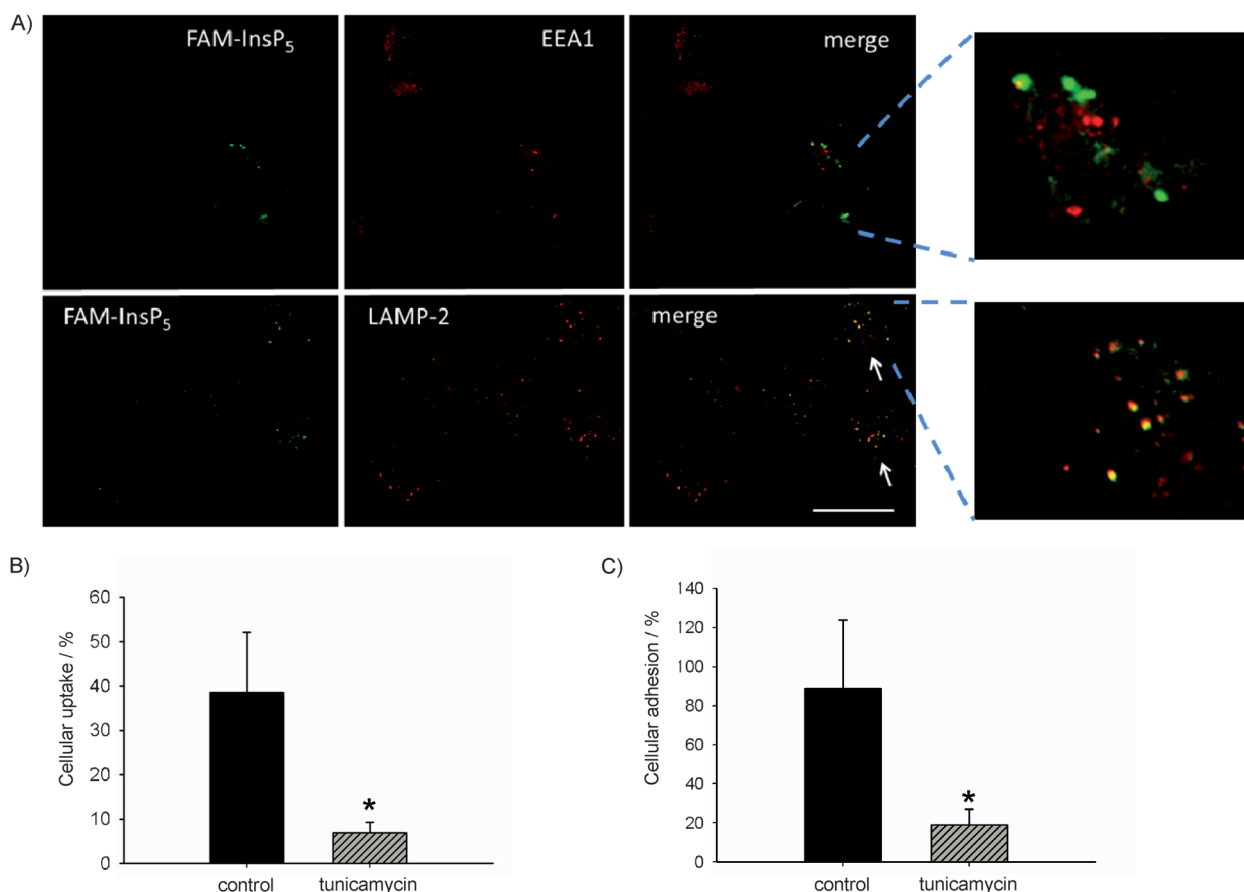 A)
FAM-InsP₅
EEA1
merge
FAM-InsP₅
LAMP-2
merge
B)
Cellular uptake / %
60
50
40
30
20
10
0
control
tunicamycin
*
C)
Cellular adhesion / %
140
120
100
80
60
40
20
0
control
tunicamycin
*